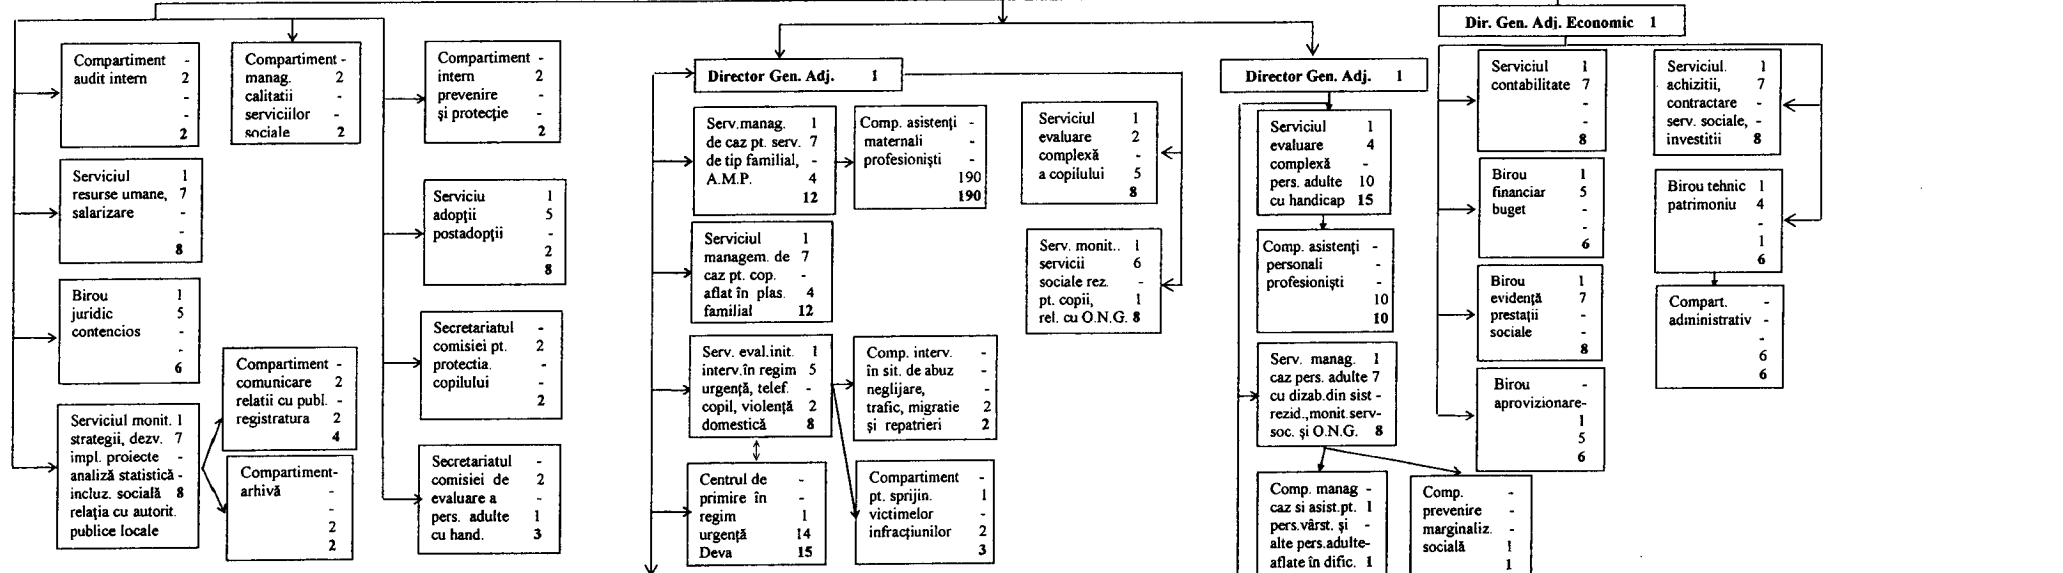 Compartiment -
audit intern 2
-
-
2
Serviciul 1
resurse umane, 7
salarizare -
-
8
Birou 1
juridic 5
contencios -
-
6
Serviciul monit. 1
strategii, dezv. 7
impl. proiecte -
analiză statistică -
incluz. socială 8
relaţia cu autorit.
publice locale
Compartiment -
manag. 2
calitatii -
serviciilor -
sociale 2
Compartiment -
comunicare 2
relatii cu publ. -
registratura 2
4
Compartiment-
arhivă -
-
2
2
Compartiment -
intern 2
prevenire -
şi protecţie -
2
Serviciu 1
adopţii 5
postadopţii -
2
8
Secretariatul -
comisiei pt. 2
protectia. -
copilului -
2
Secretariatul -
comisiei de 2
evaluare a -
pers. adulte 1
cu hand. 3
Director Gen. Adj. 1
Serv.manag. 1
de caz pt. serv. 7
de tip familial, -
A.M.P. 4
12
Comp. asistenţi -
maternali -
profesionişti -
190
190
Serviciul 1
evaluare 2
complexă -
a copilului 5
8
Serviciul 1
managem. de 7
caz pt. cop. -
aflat în plas. 4
familial 12
Serv. monit.. 1
servicii 6
sociale rez. -
pt. copii, 1
rel. cu O.N.G. 8
Serv. eval.init. 1
interv.în regim 5
urgenţă, telef. -
copil, violenţă 2
domestică 8
Comp. interv. -
în sit. de abuz -
neglijare, -
trafic, migratie 2
şi repatrieri 2
Centrul de -
primire în -
regim 1
urgenţă 14
Deva 15
Compartiment -
pt. sprijin. 1
victimelor -
infracţiunilor 2
3
Director Gen. Adj. 1
Serviciul 1
evaluare 4
complexă -
pers. adulte 10
cu handicap 15
Comp. asistenţi -
personali -
profesionişti -
10
10
Serv. manag. 1
caz pers. adulte 7
cu dizab.din sist -
rezid.,monit.serv-
soc. şi O.N.G. 8
Comp. manag -
caz si asist.pt. 1
pers.vârst. şi -
alte pers.adulte-
aflate în dific. 1
Comp. -
prevenire -
marginaliz. -
socială 1
1
Dir. Gen. Adj. Economic 1
Serviciul 1
contabilitate 7
-
-
8
Serviciul. 1
achizitii, 7
contractare -
serv. sociale, -
investitii 8
Birou 1
financiar 5
buget -
-
6
Birou tehnic 1
patrimoniu 4
-
1
6
Birou 1
evidenţă 7
prestaţii -
sociale -
8
Compart. -
administrativ -
-
6
6
Birou -
aprovizionare-
1
5
6